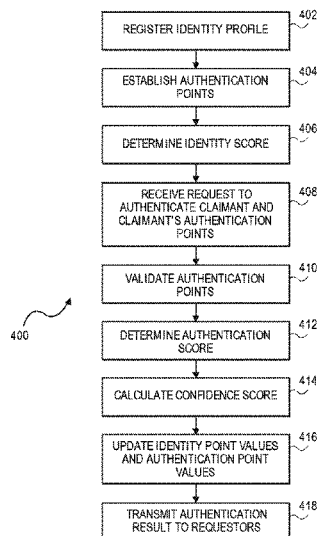 402
REGISTER IDENTITY PROFILE
404
ESTABLISH AUTHENTICATION
POINTS
406
DETERMINE IDENTITY SCORE
408
RECEIVE REQUEST TO
AUTHENTICATE CLAIMANT AND
CLAIMANT'S AUTHENTICATION
POINTS
410
VALIDATE AUTHENTICATION
POINTS
400
412
DETERMINE AUTHENTICATION
SCORE
414
CALCULATE CONFIDENCE SCORE
416
UPDATE IDENTITY POINT VALUES
AND AUTHENTICATION POINT
VALUES
418
TRANSMIT AUTHENTICATION
RESULT TO REQUESTORS